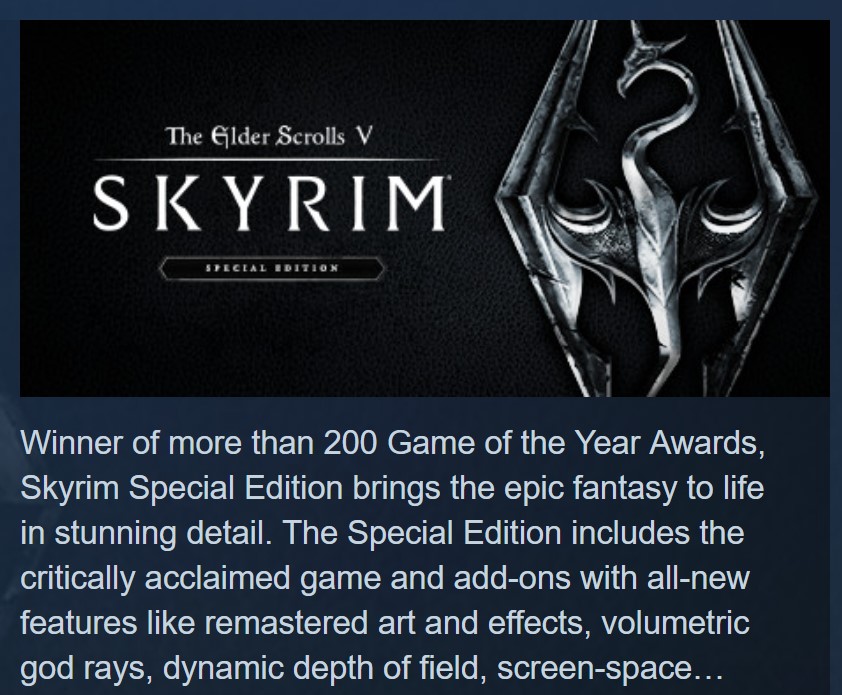 The Elder Scrolls V
SKYRIM
SPECIAL EDITION
Winner of more than 200 Game of the Year Awards,
Skyrim Special Edition brings the epic fantasy to life
in stunning detail. The Special Edition includes the
critically acclaimed game and add-ons with all-new
features like remastered art and effects, volumetric
god rays, dynamic depth of field, screen-space…